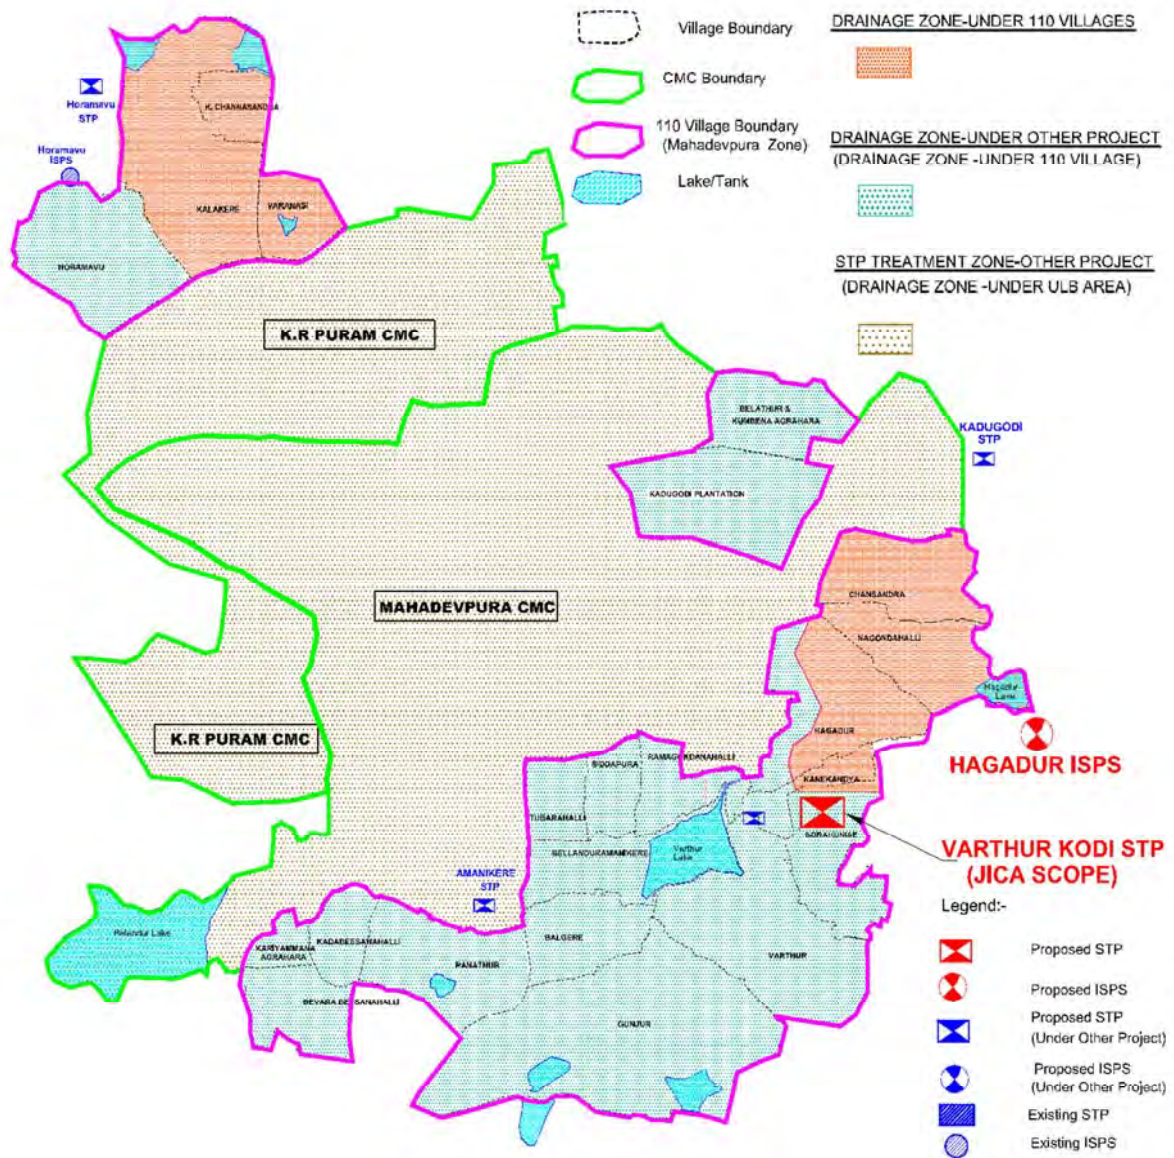 Village Boundary
CMC Boundary
110 Village Boundary
(Mahadevpura Zone)
Lake/Tank
DRAINAGE ZONE-UNDER 110 VILLAGES
DRAINAGE ZONE-UNDER OTHER PROJECT
(DRAINAGE ZONE -UNDER 110 VILLAGE)
STP TREATMENT ZONE-OTHER PROJECT
(DRAINAGE ZONE -UNDER ULB AREA)
Horamavu
STP
Horamavu
ISPS
K. CHANNASANDRA
KALAKERE
VARANASI
HORAMAVU
K.R PURAM CMC
BELATHUR &
KUMBENA AGRAHARA
KADUGODI
STP
KADUGODI PLANTATION
MAHADEVPURA CMC
CHANSANDRA
NAGONDAHALLI
Hagadur
Lake
K.R PURAM CMC
HAGADUR
HAGADUR ISPS
SIDDAPURA
RAMAGONDANAHALLI
KANEKANDYA
TUBARAHALLI
BELLANDURAMANIKERE
Varthur
Lake
VARTHUR KODI STP
(JICA SCOPE)
AMANIKERE
STP
Legend:-
KARIYAMMANA
AGRAHARA
KADABESSANAHALLI
BALGERE
VARTHUR
PANATHUR
GUNJUR
Proposed STP
Proposed ISPS
Proposed STP
(Under Other Project)
Proposed ISPS
(Under Other Project)
Existing STP
Existing ISPS